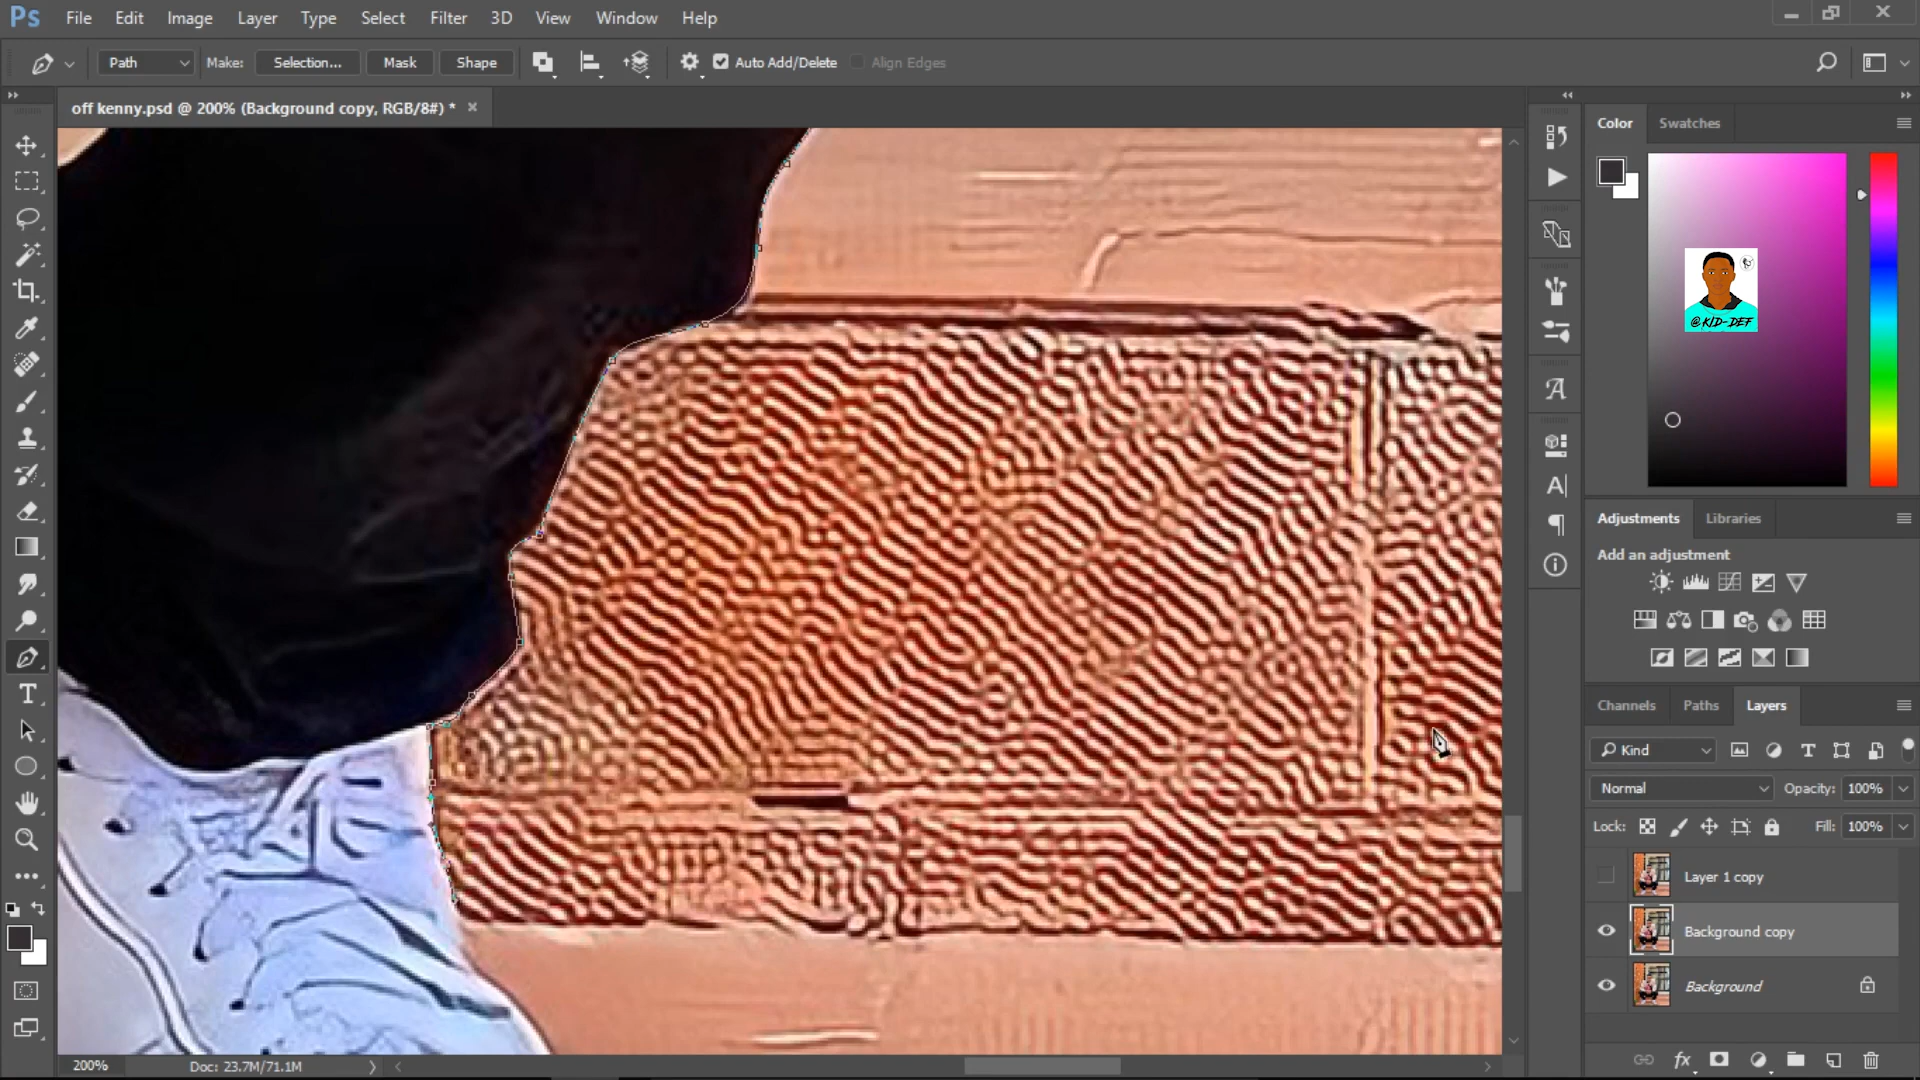 Ps File Edit Image Layer Type Select Filter 3D View Window Help
Path Make: Selection... Mask Shape Auto Add/Delete Align Edges
off kenny.psd @ 200% (Background copy, RGB/8#) *
Color Swatches
@KID-DEF
Adjustments Libraries
Add an adjustment
Channels Paths Layers
Kind
Normal Opacity: 100%
Lock: Fill: 100%
Layer 1 copy
Background copy
Background
200% Doc: 23.7M/71.1M